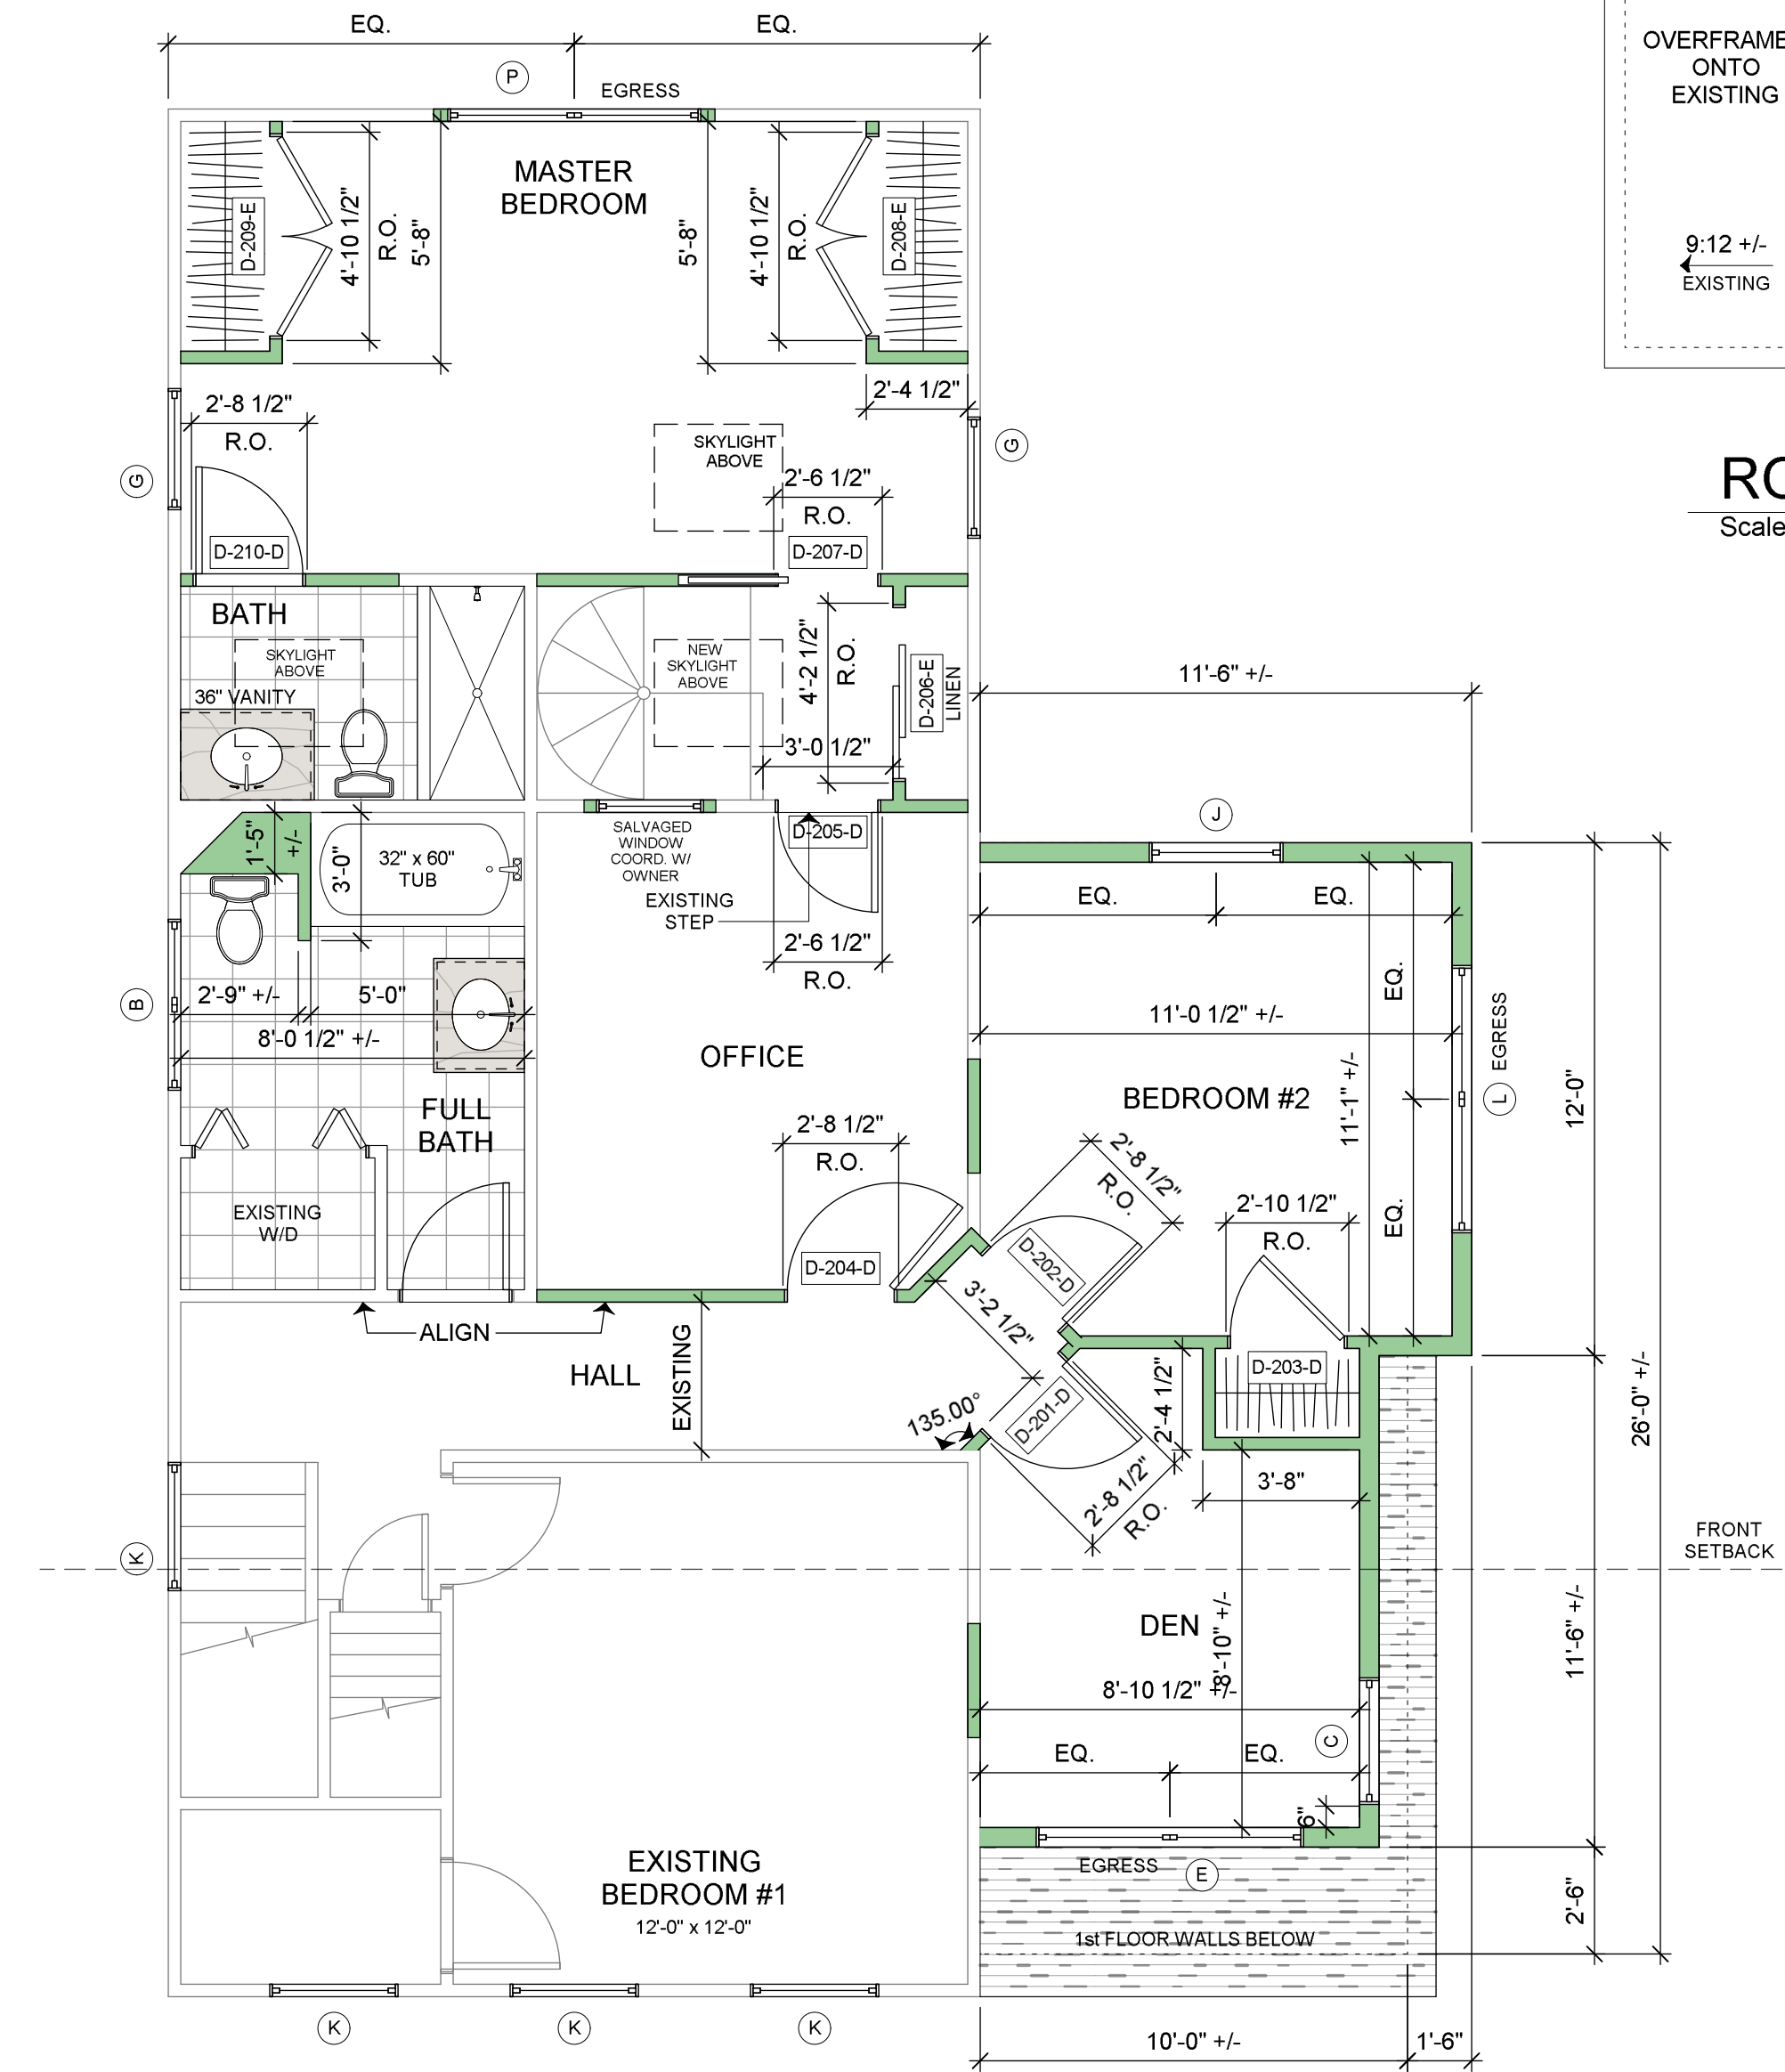 EQ.
EQ.
P
EGRESS
OVERFRAME
ONTO
EXISTING
MASTER
BEDROOM
D-209-E
4'-10 1/2"
R.O.
5'-8"
5'-8"
4'-10 1/2"
R.O.
D-208-E
9:12 +/-
EXISTING
2'-8 1/2"
R.O.
2'-4 1/2"
SKYLIGHT
ABOVE
G
G
2'-6 1/2"
R.O.
RO
Scale
D-210-D
D-207-D
BATH
SKYLIGHT
ABOVE
36" VANITY
NEW
SKYLIGHT
ABOVE
4'-2 1/2"
R.O.
D-206-E
LINEN
3'-0 1/2"
11'-6" +/-
1'-5"
+/-
3'-0"
32" x 60"
TUB
SALVAGED
WINDOW
COORD. W/
OWNER
D-205-D
J
EXISTING
STEP
EQ.
EQ.
2'-6 1/2"
R.O.
B
2'-9" +/-
5'-0"
8'-0 1/2" +/-
OFFICE
11'-0 1/2" +/-
EQ.
EGRESS
L
BEDROOM #2
11'-1" +/-
12'-0"
FULL
BATH
2'-8 1/2"
R.O.
2'-8 1/2"
R.O.
2'-10 1/2"
R.O.
EQ.
EXISTING
W/D
D-204-D
D-202-D
3'-2 1/2"
ALIGN
EXISTING
HALL
D-203-D
2'-4 1/2"
D-201-D
135.00°
26'-0" +/-
3'-8"
2'-8 1/2"
R.O.
FRONT
SETBACK
K
DEN
8'-10" +/-
11'-6" +/-
8'-10 1/2" +/-
C
EQ.
EQ.
6"
EXISTING
BEDROOM #1
12'-0" x 12'-0"
EGRESS
E
2'-6"
1st FLOOR WALLS BELOW
K
K
K
10'-0" +/-
1'-6"